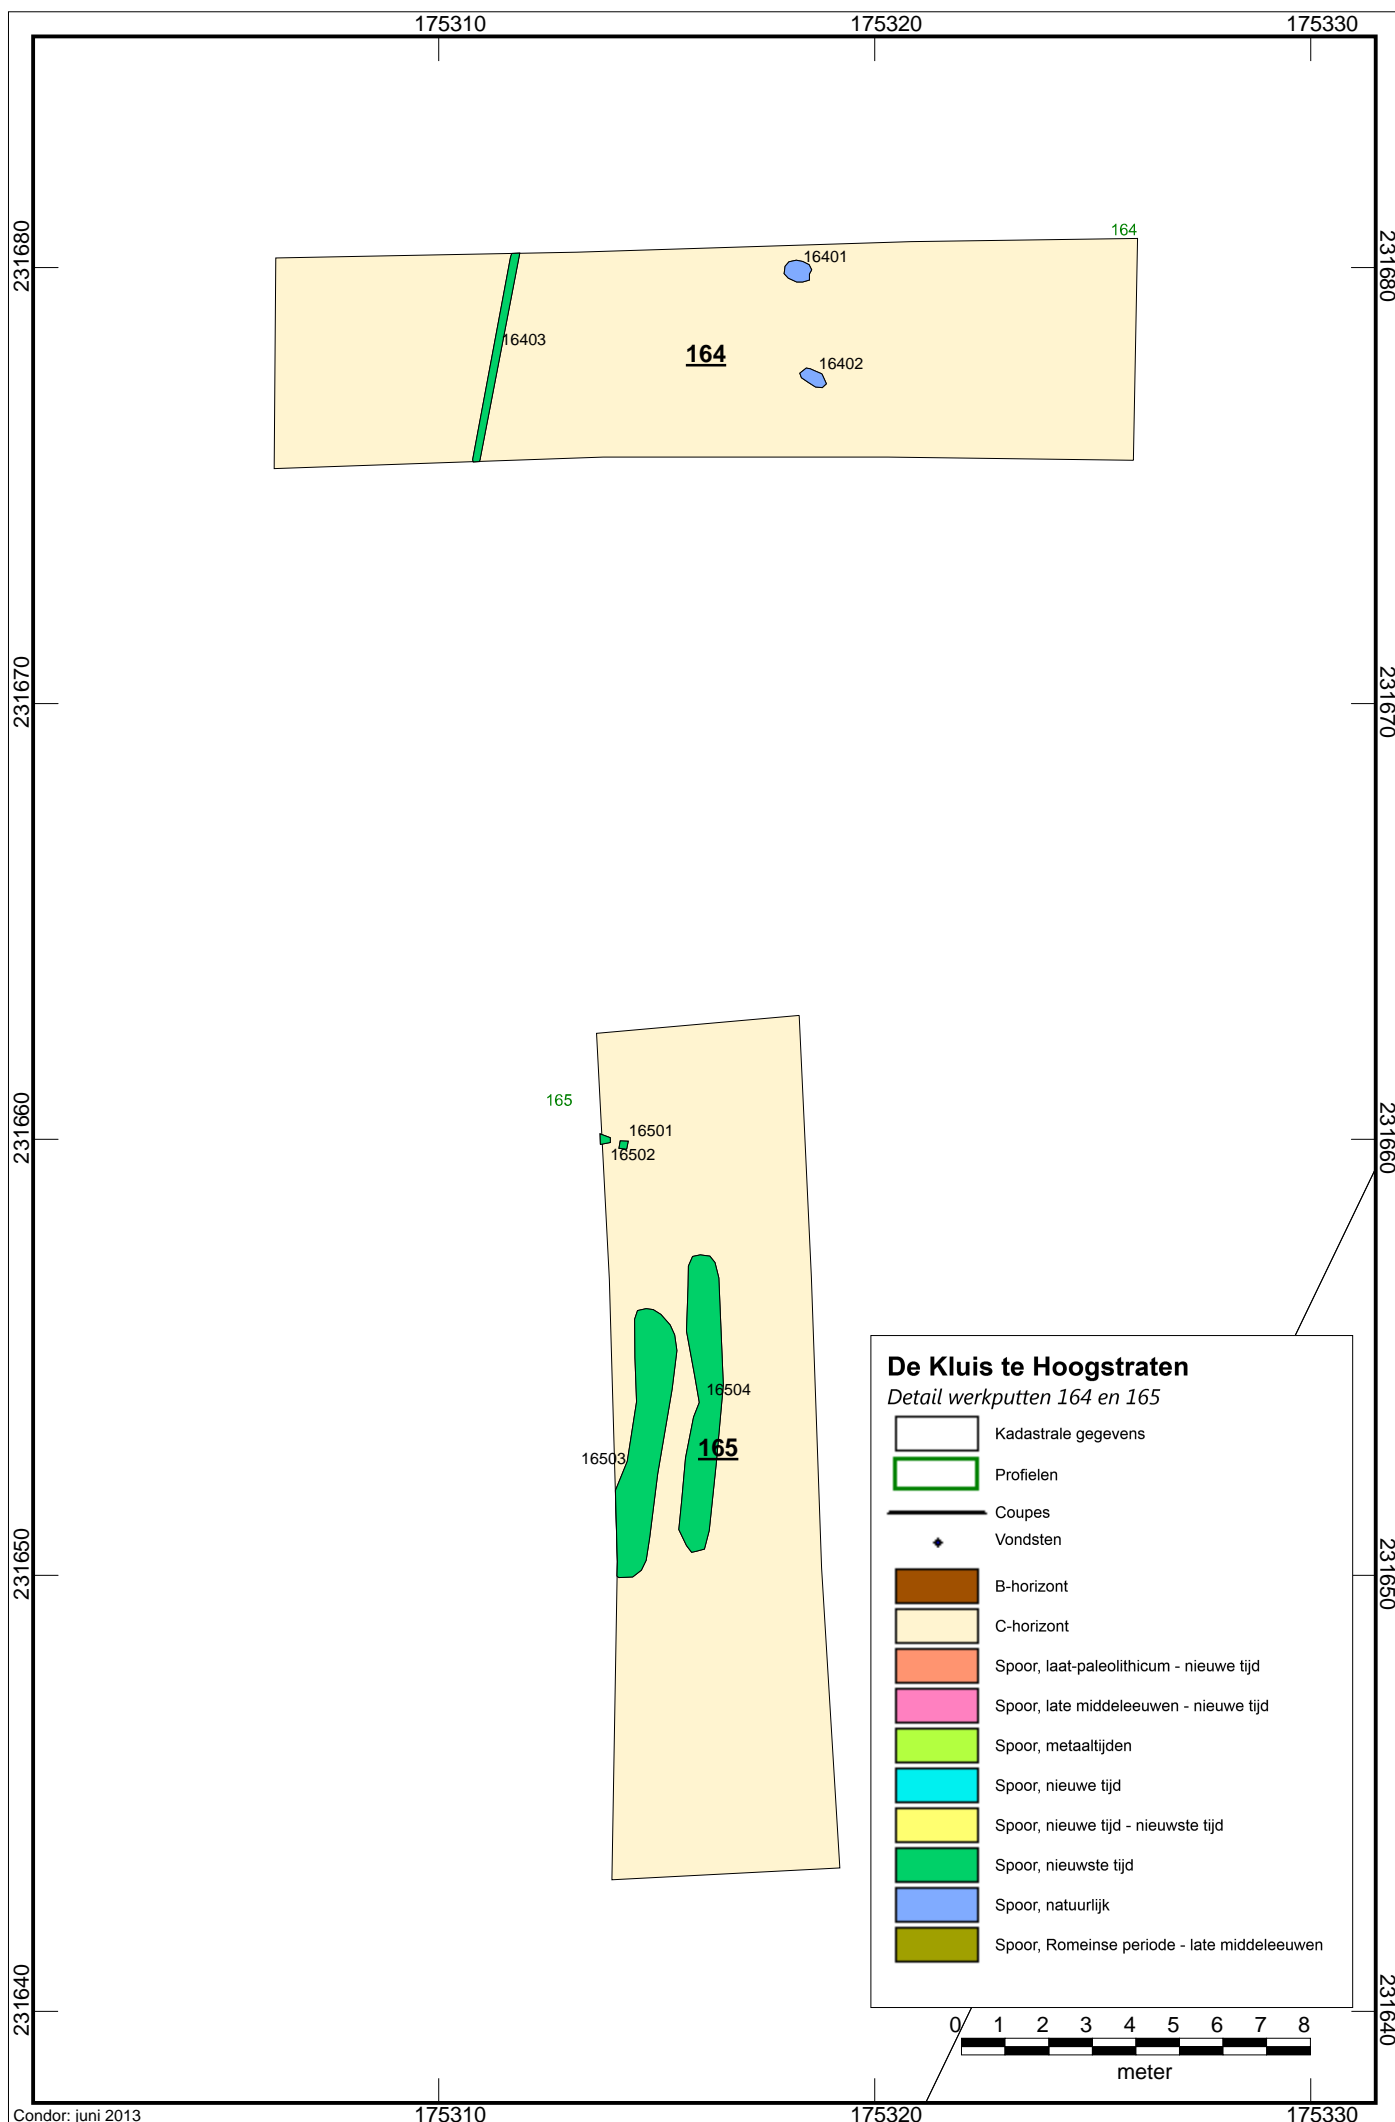 175310 175320 175330
231680 231680
164
16401
16403
164
16402
231670 231670
165
231660 231660
16501
16502
16504
165
16503
231650 231650
De Kluis te Hoogstraten
Detail werkputten 164 en 165
Kadastrale gegevens
Profielen
Coupes
Vondsten
B-horizont
C-horizont
Spoor, laat-paleolithicum - nieuwe tijd
Spoor, late middeleeuwen - nieuwe tijd
Spoor, metaaltijden
Spoor, nieuwe tijd
Spoor, nieuwe tijd - nieuwste tijd
Spoor, nieuwste tijd
Spoor, natuurlijk
Spoor, Romeinse periode - late middeleeuwen
231640 231640
0 1 2 3 4 5 6 7 8
meter
Condor: juni 2013
175310 175320 175330